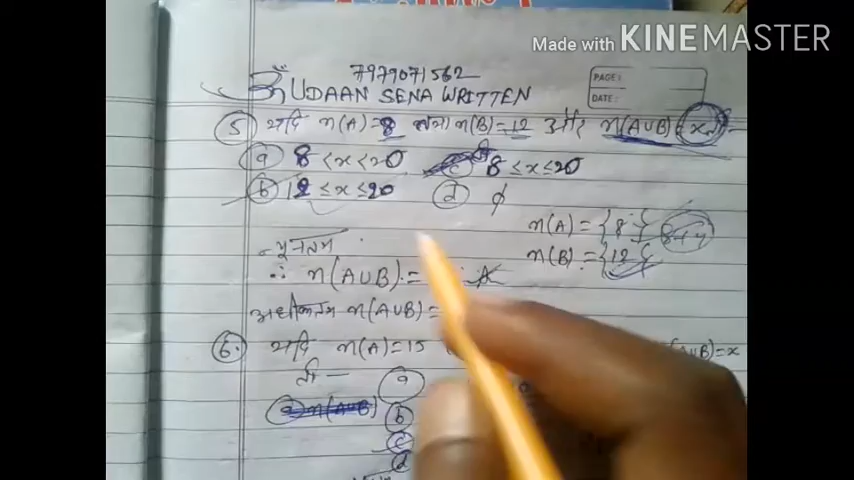 Made with KINEMASTER
7979071562
PAGE:
DATE:
UDAAN SENA WRITTEN
5 यदि n(A)=8 तथा n(B)=12 और n(A∪B)=x तो -
a 8 < x < 20 c 8 ≤ x ≤ 20
b 12 ≤ x ≤ 20 d ϕ
n(A) = {8}
न्यूनतम n(B) = {12}
∴ n(A∪B) =
अधिकतम n(A∪B) =
6. यदि n(A)=15 n(A∪B)=x
तो — a
a n(A∪B) b
c
d